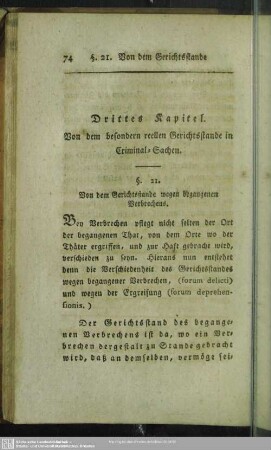 74 §. 21. Von dem Gerichtsstande
Drittes Kapitel.
Von dem besondern reellen Gerichtsstande in
Criminal-Sachen.
§. 21.
Von dem Gerichtsstande wegen begangenen
Verbrechens.
Bey Verbrechen pflegt nicht selten der Ort
der begangenen That, von dem Orte wo der
Thäter ergriffen, und zur Haft gebracht wird,
verschieden zu seyn. Hieraus nun entstehet
denn die Verschiedenheit des Gerichtsstandes
wegen begangener Verbrechen, (forum delicti)
und wegen der Ergreifung (forum deprehen-
sionis.)
Der Gerichtsstand des begange-
nen Verbrechens ist da, wo ein Ver-
brechen dergestalt zu Stande gebracht
wird, daß an demselben, vermöge sei-